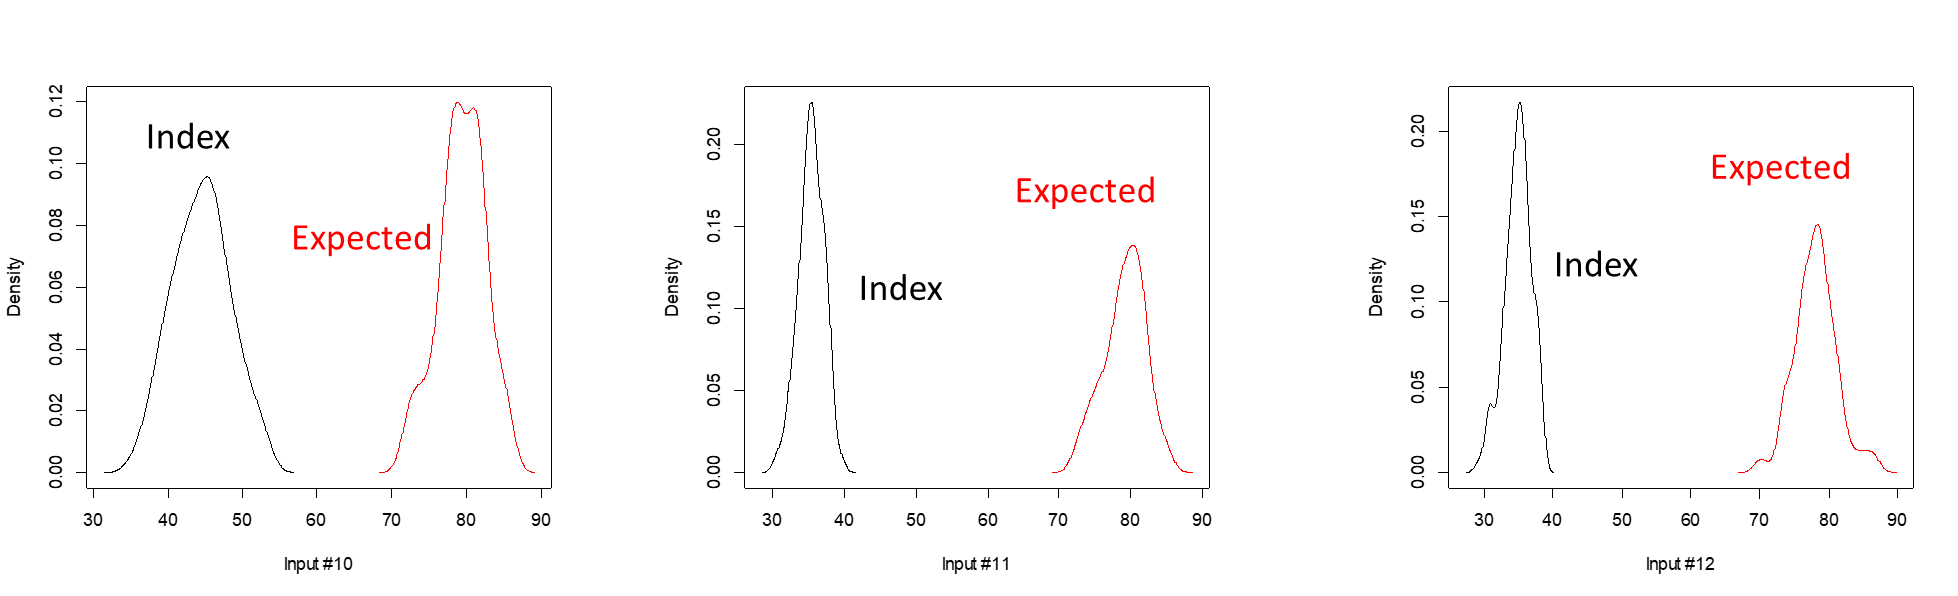 Index
Expected
Density
0.00 0.02 0.04 0.06 0.08 0.10 0.12
30 40 50 60 70 80 90
Input #10
Index
Expected
Density
0.00 0.05 0.10 0.15 0.20
30 40 50 60 70 80 90
Input #11
Index
Expected
Density
0.00 0.05 0.10 0.15 0.20
30 40 50 60 70 80 90
Input #12